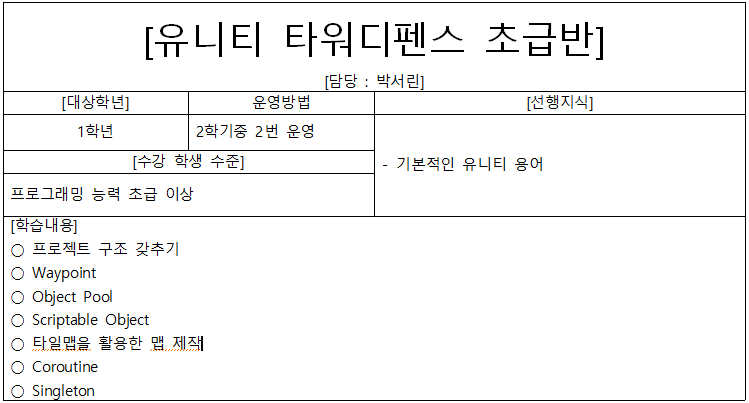 [유니티 타워디펜스 초급반]
[담당 : 박서린]
[대상학년]
운영방법
[선행지식]
1학년
2학기중 2번 운영
- 기본적인 유니티 용어
[수강 학생 수준]
프로그래밍 능력 초급 이상
[학습내용]
○ 프로젝트 구조 갖추기
○ Waypoint
○ Object Pool
○ Scriptable Object
○ 타일맵을 활용한 맵 제작
○ Coroutine
○ Singleton